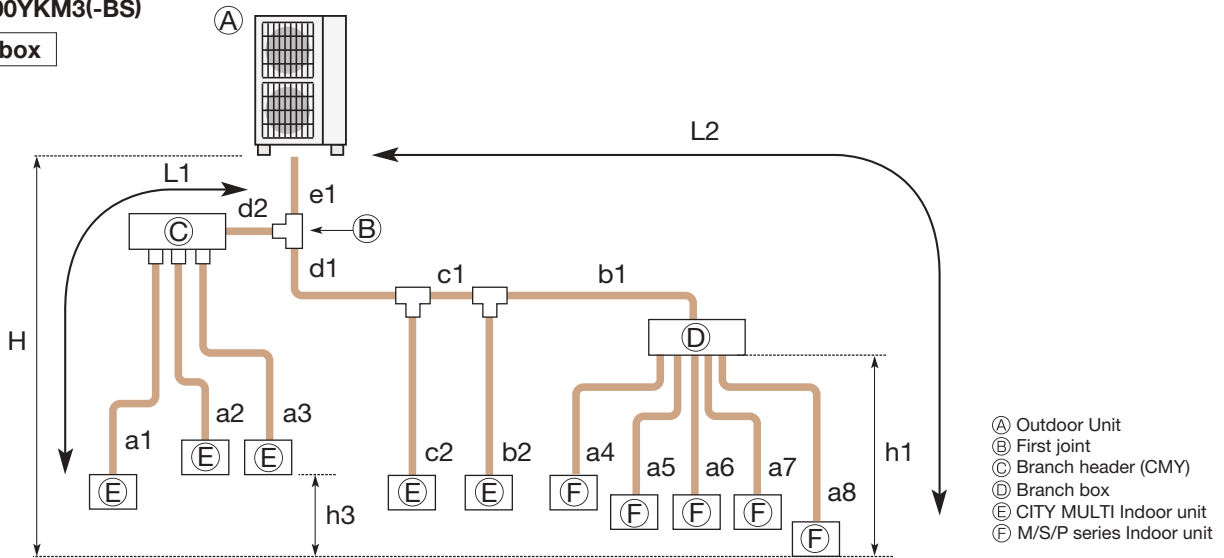 00YKM3(-BS)
box
Ⓐ
L2
L1
e1
d2
Ⓒ
Ⓑ
d1
c1
b1
H
Ⓓ
a1
a2
a3
c2
b2
a4
a5
a6
a7
a8
h1
h3
Ⓔ
Ⓔ
Ⓔ
Ⓔ
Ⓔ
Ⓕ
Ⓕ
Ⓕ
Ⓕ
Ⓕ
Ⓐ Outdoor Unit
Ⓑ First joint
Ⓒ Branch header (CMY)
Ⓓ Branch box
Ⓔ CITY MULTI Indoor unit
Ⓕ M/S/P series Indoor unit